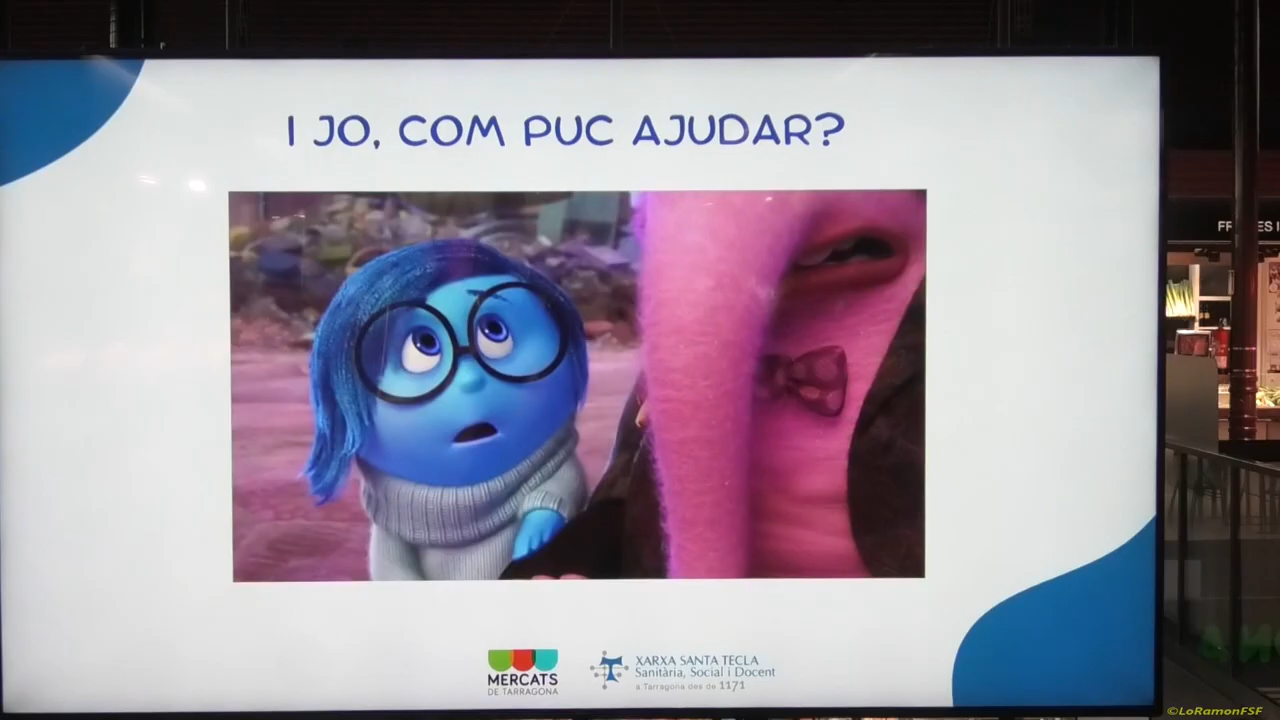 I JO, COM PUC AJUDAR?
MERCATS
DE TARRAGONA
XARXA SANTA TECLA
Sanitària, Social i Docent
a Tarragona des de 1171
©LoRamonFSF